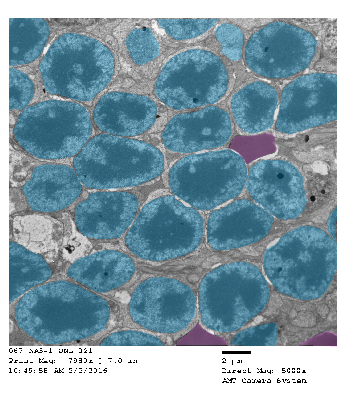 Print Mag: 7980x @ 7.0 in
10:45:58 AM 5/3/2016
2 µm
Direct Mag: 5000x
AMT Camera System